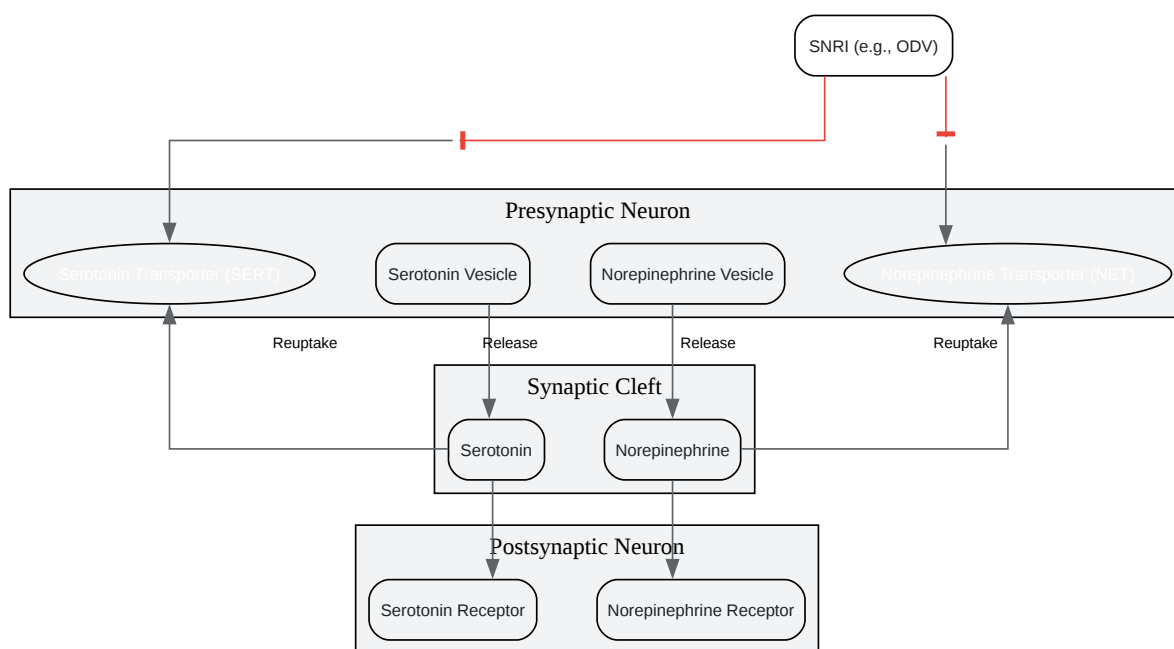 SNRI (e.g., ODV)
Presynaptic Neuron
Serotonin Transporter (SERT)
Serotonin Vesicle
Norepinephrine Vesicle
Norepinephrine Transporter (NET)
Reuptake
Release
Release
Reuptake
Synaptic Cleft
Serotonin
Norepinephrine
Postsynaptic Neuron
Serotonin Receptor
Norepinephrine Receptor